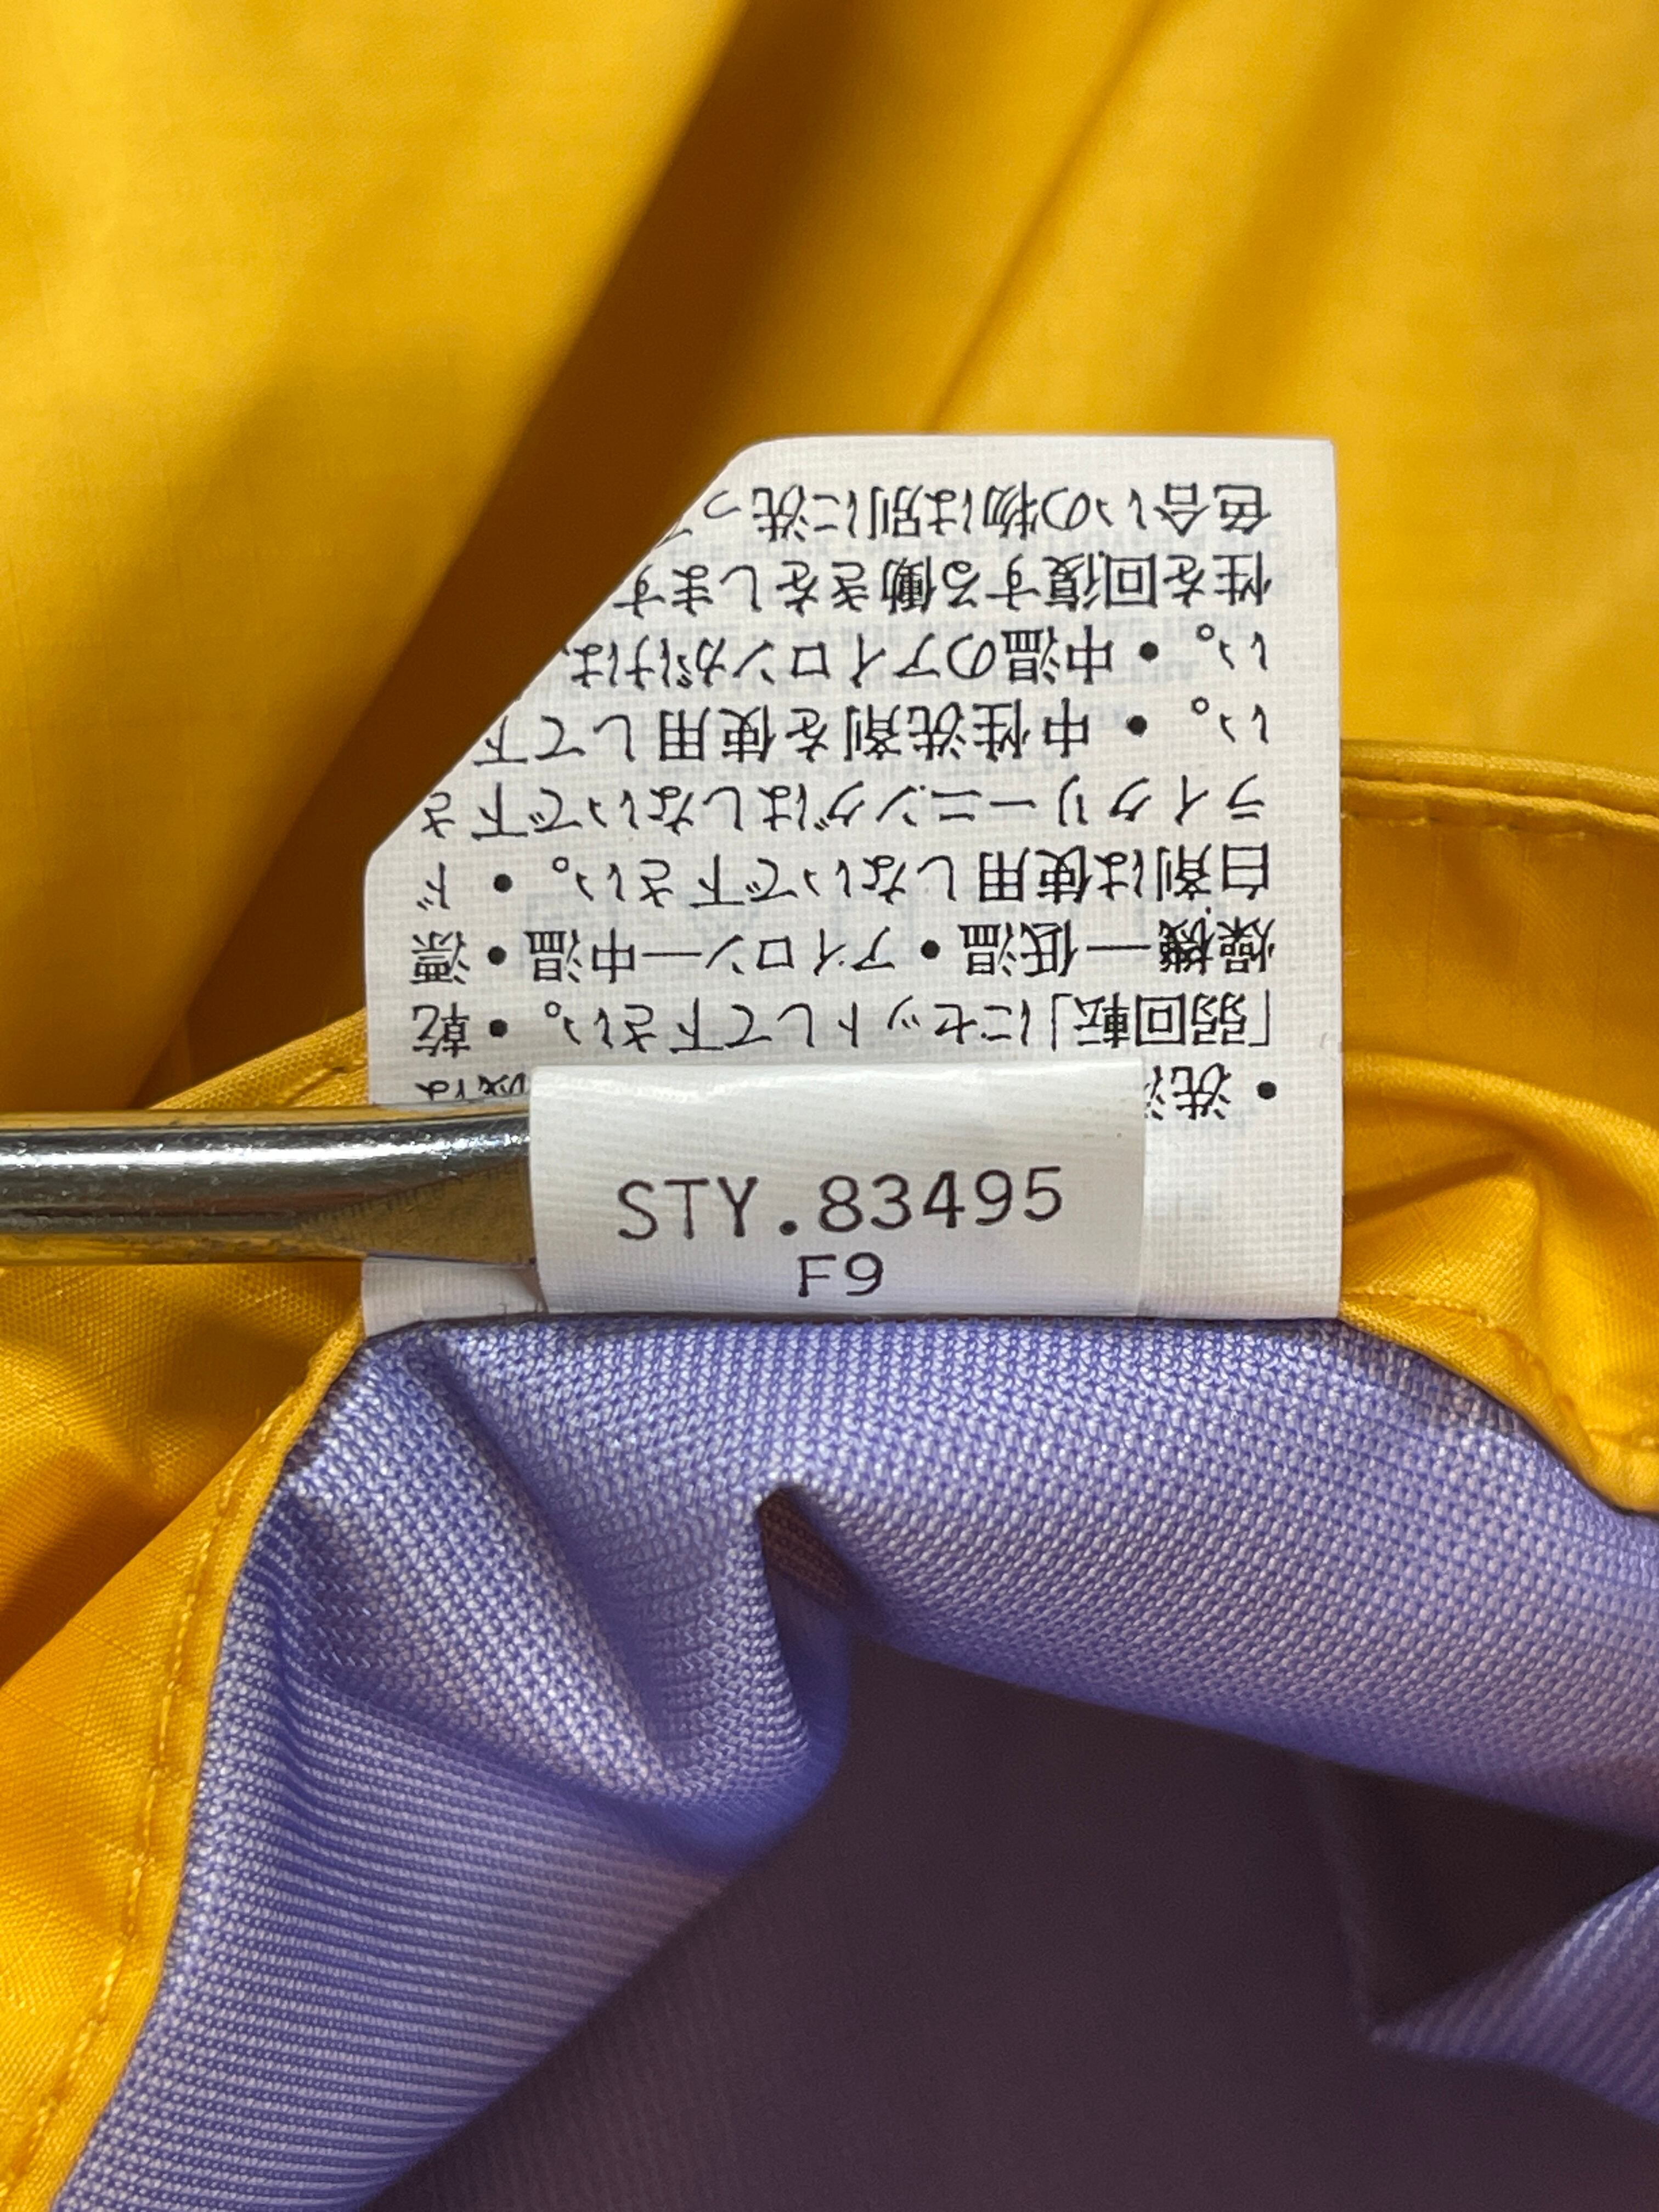 • 洗
「弱回転」にセットして下さい。• 乾
燥機—低温 • アイロン—中温 • 漂
白剤は使用しないで下さい。• ド
ライクリーニングはしないで下さ
い。• 中性洗剤を使用して下
い。• 中温のアイロンがけは、
性を回復する働きをします
色合いの物は別に洗っ
STY.83495
F9